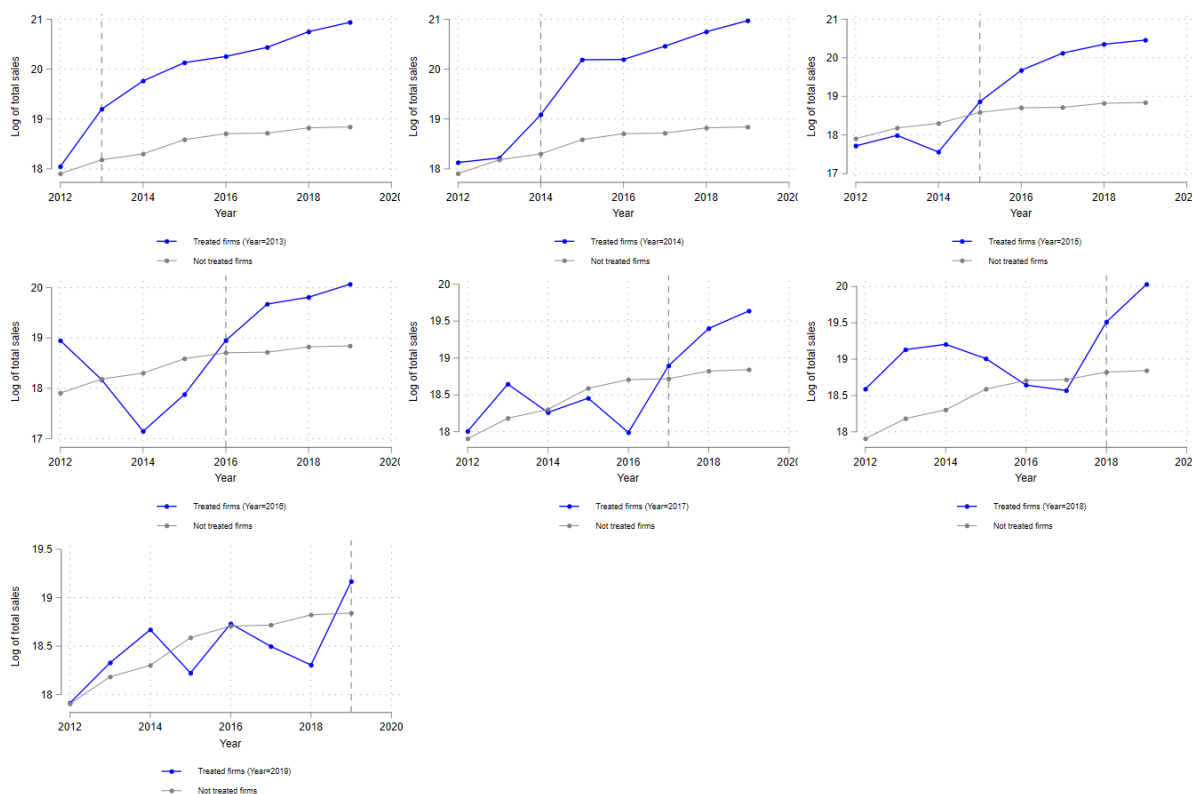 21
20
19
18
Log of total sales
2012
2014
2016
2018
2020
Year
Treated firms (Year=2013)
Not treated firms
21
20
19
18
Log of total sales
2012
2014
2016
2018
2020
Year
Treated firms (Year=2014)
Not treated firms
21
20
19
18
17
Log of total sales
2012
2014
2016
2018
202
Year
Treated firms (Year=2015)
Not treated firms
20
19
18
17
Log of total sales
2012
2014
2016
2018
2020
Year
Treated firms (Year=2016)
Not treated firms
20
19.5
19
18.5
18
Log of total sales
2012
2014
2016
2018
2020
Year
Treated firms (Year=2017)
Not treated firms
20
19.5
19
18.5
18
Log of total sales
2012
2014
2016
2018
202
Year
Treated firms (Year=2018)
Not treated firms
19.5
19
18.5
18
Log of total sales
2012
2014
2016
2018
2020
Year
Treated firms (Year=2019)
Not treated firms